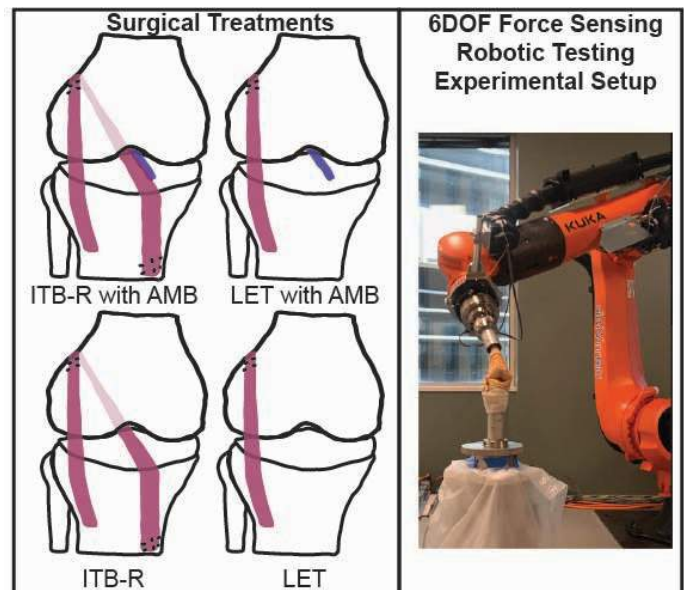 Surgical Treatments
ITB-R with AMB
LET with AMB
ITB-R
LET
6DOF Force Sensing
Robotic Testing
Experimental Setup
KUKA